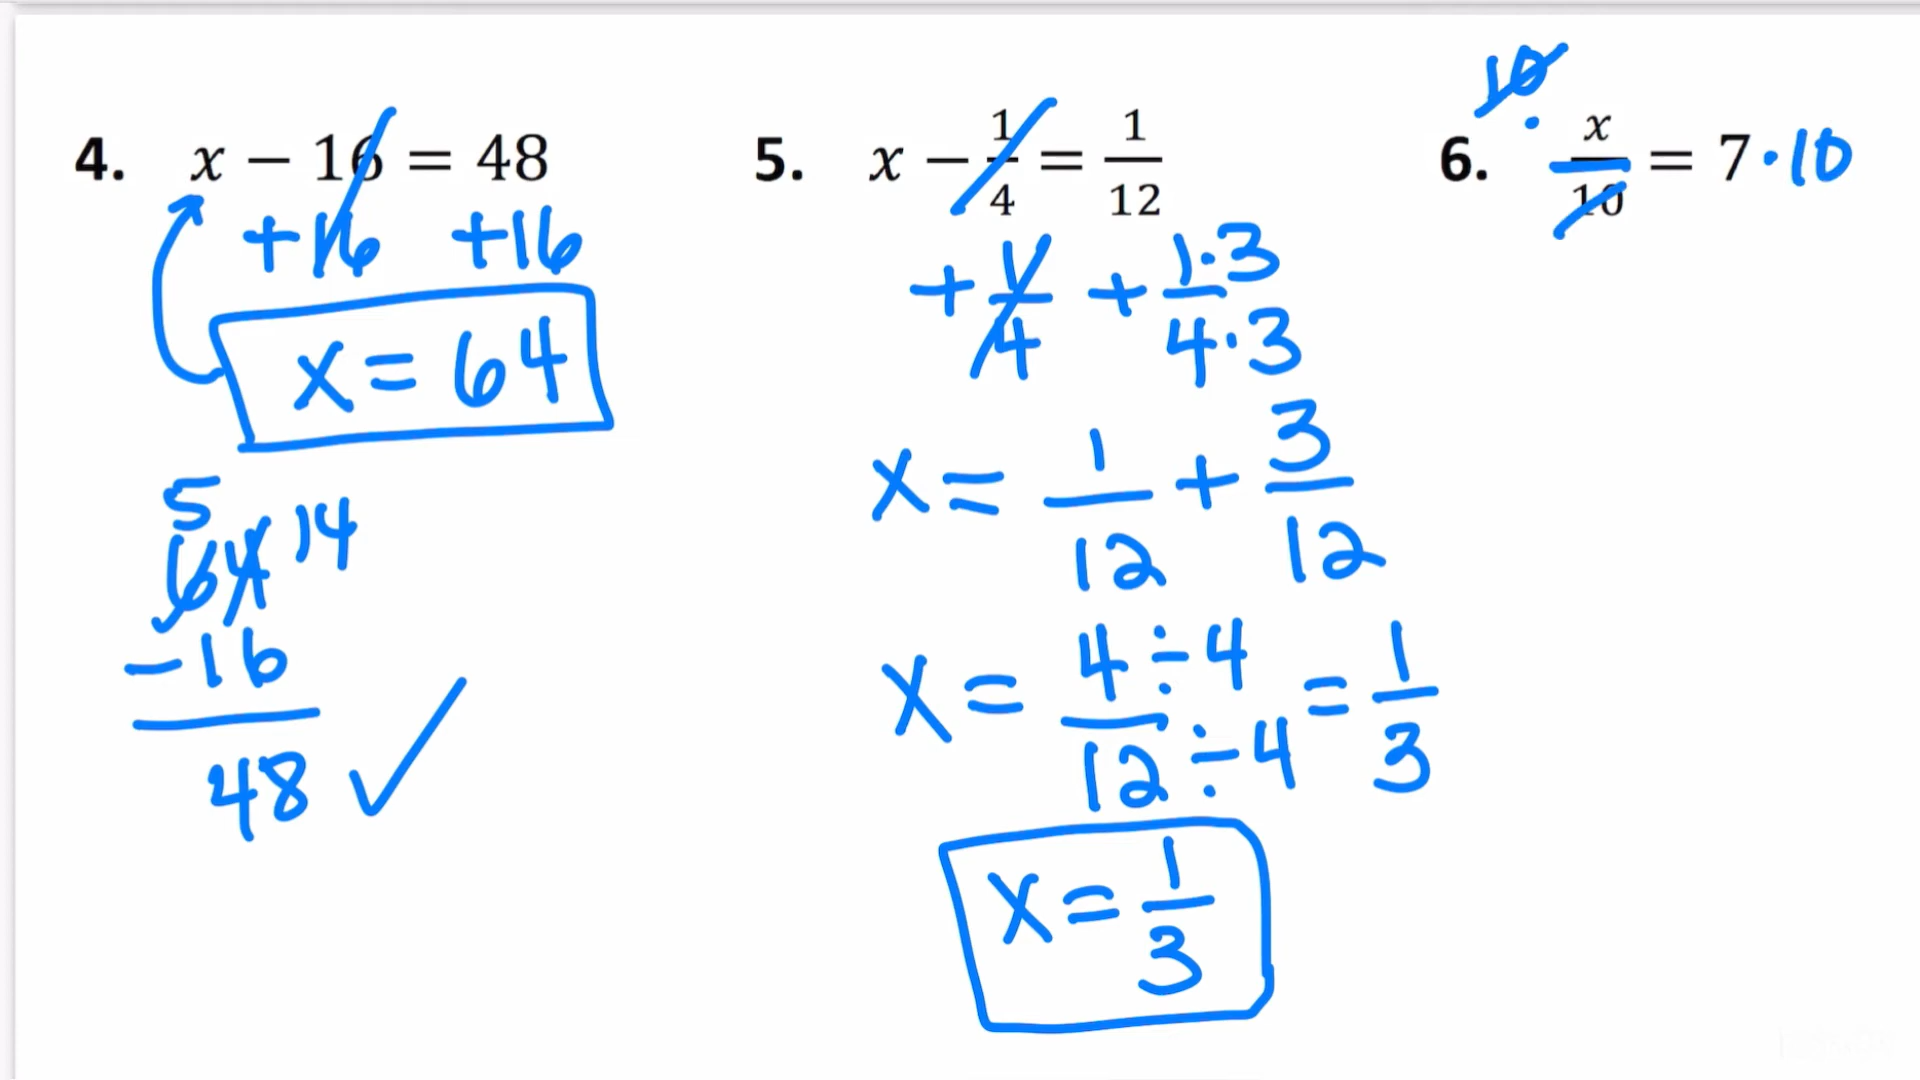 4. x − 16 = 48
+16 +16
x = 64
5 14
64
−16
48 ✓
5. x − 1/4 = 1/12
+ 1/4 + 1·3/4·3
x = 1/12 + 3/12
x = 4÷4/12÷4 = 1/3
x = 1/3
6. 10 · x/10 = 7 · 10